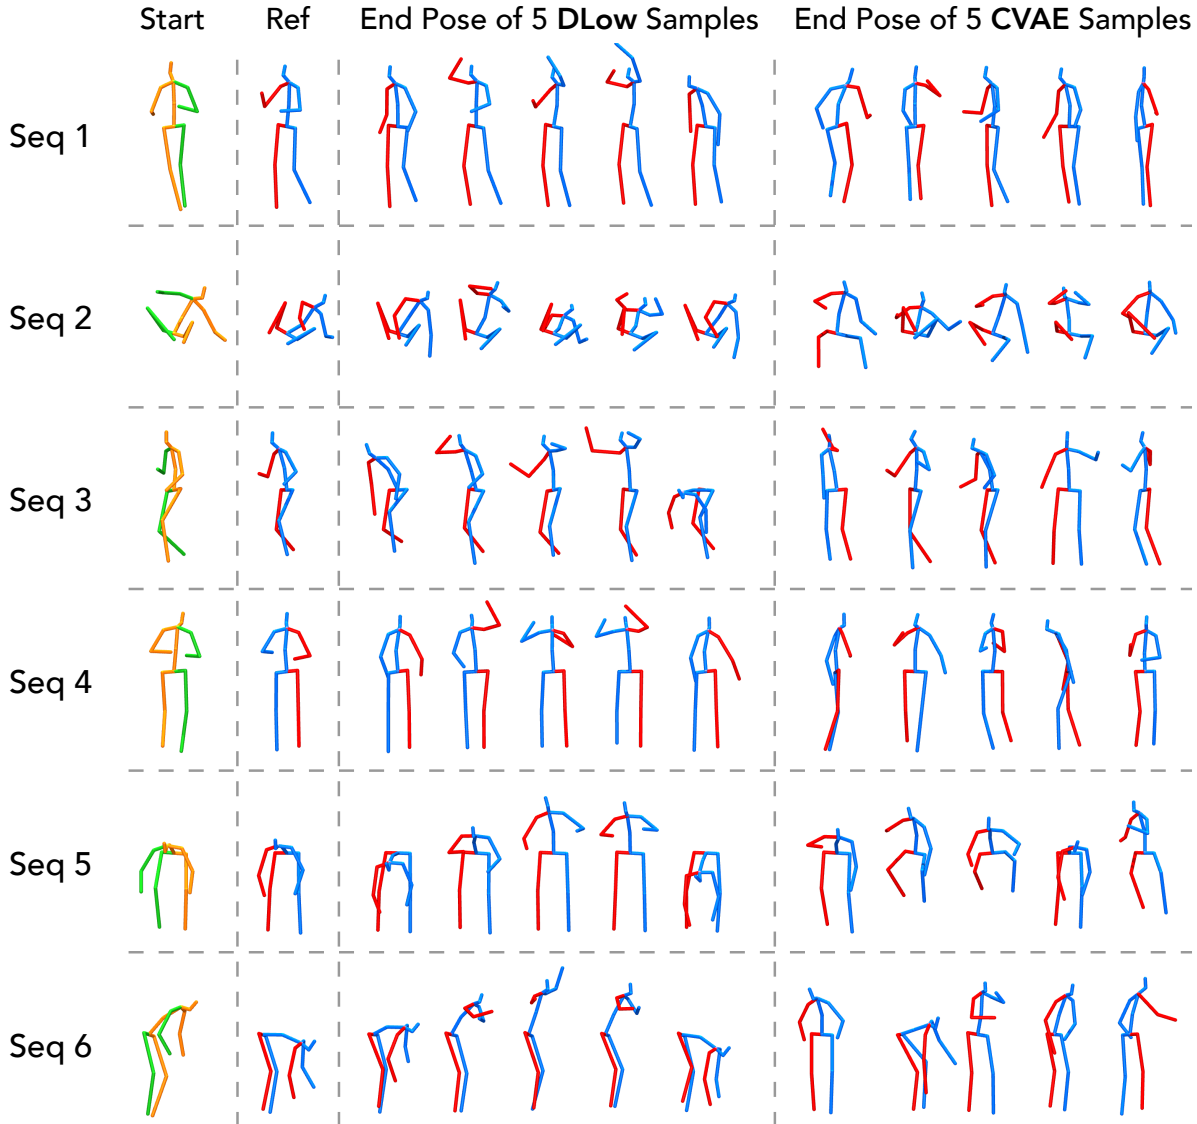 Start Ref End Pose of 5 DLow Samples End Pose of 5 CVAE Samples
Seq 1
Seq 2
Seq 3
Seq 4
Seq 5
Seq 6